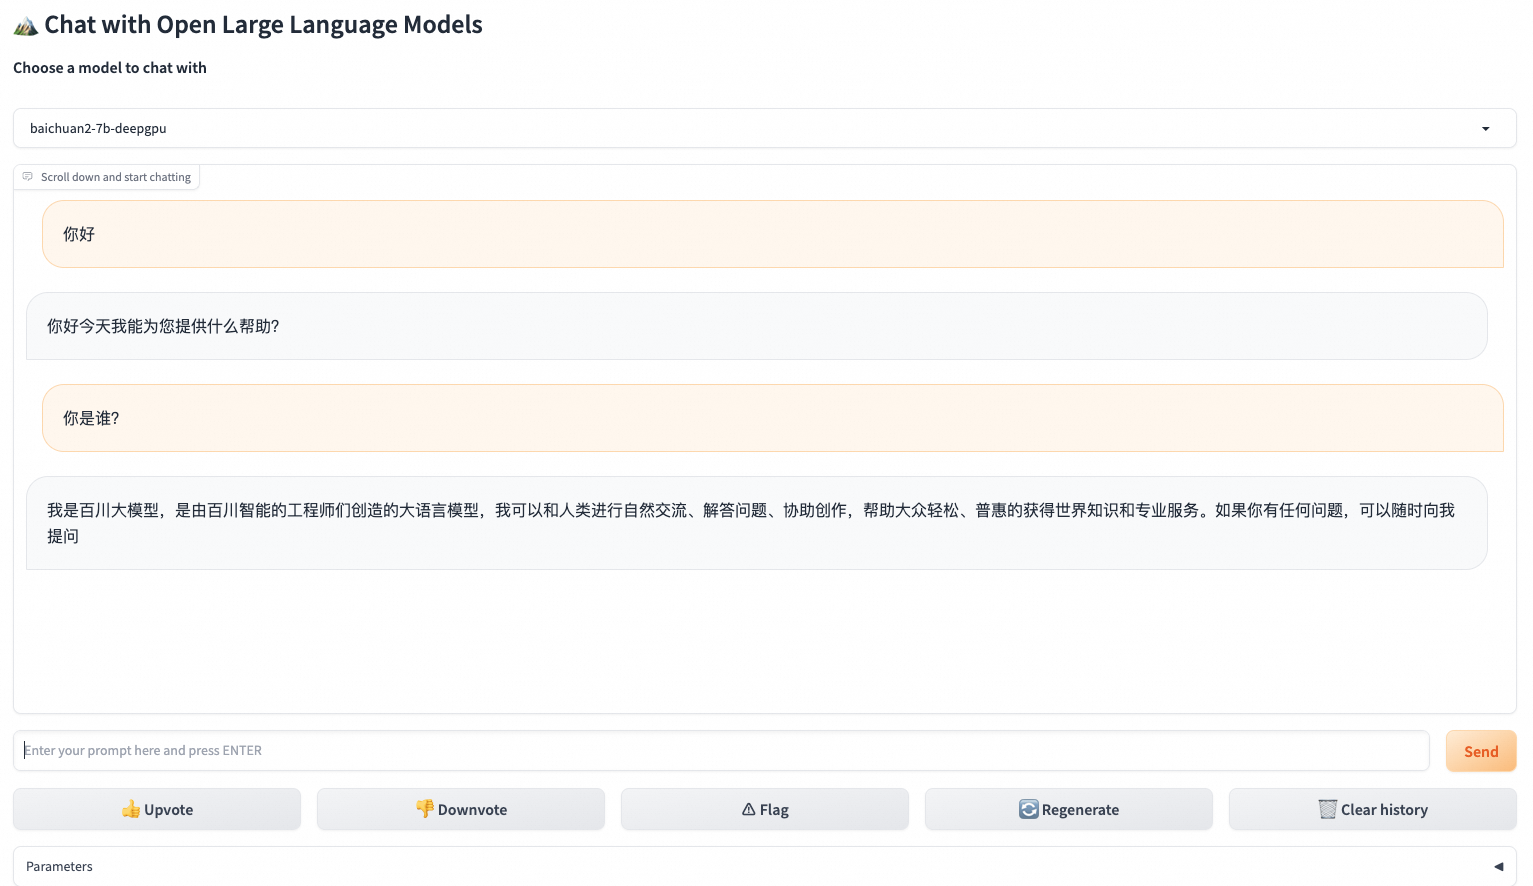 Chat with Open Large Language Models
Choose a model to chat with
baichuan2-7b-deepgpu
Scroll down and start chatting
你好
你好今天我能为您提供什么帮助?
你是谁?
我是百川大模型，是由百川智能的工程师们创造的大语言模型，我可以和人类进行自然交流、解答问题、协助创作，帮助大众轻松、普惠的获得世界知识和专业服务。如果你有任何问题，可以随时向我
提问
Enter your prompt here and press ENTER
Send
👍 Upvote
👎 Downvote
⚠ Flag
🔄 Regenerate
🗑 Clear history
Parameters